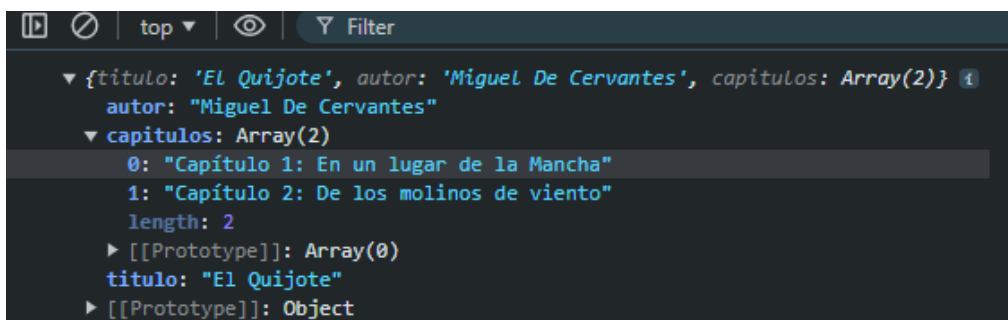 top ▼ Filter
▼ {titulo: 'El Quijote', autor: 'Miguel De Cervantes', capitulos: Array(2)} i
autor: "Miguel De Cervantes"
▼ capitulos: Array(2)
0: "Capítulo 1: En un lugar de la Mancha"
1: "Capítulo 2: De los molinos de viento"
length: 2
▶ [[Prototype]]: Array(0)
titulo: "El Quijote"
▶ [[Prototype]]: Object